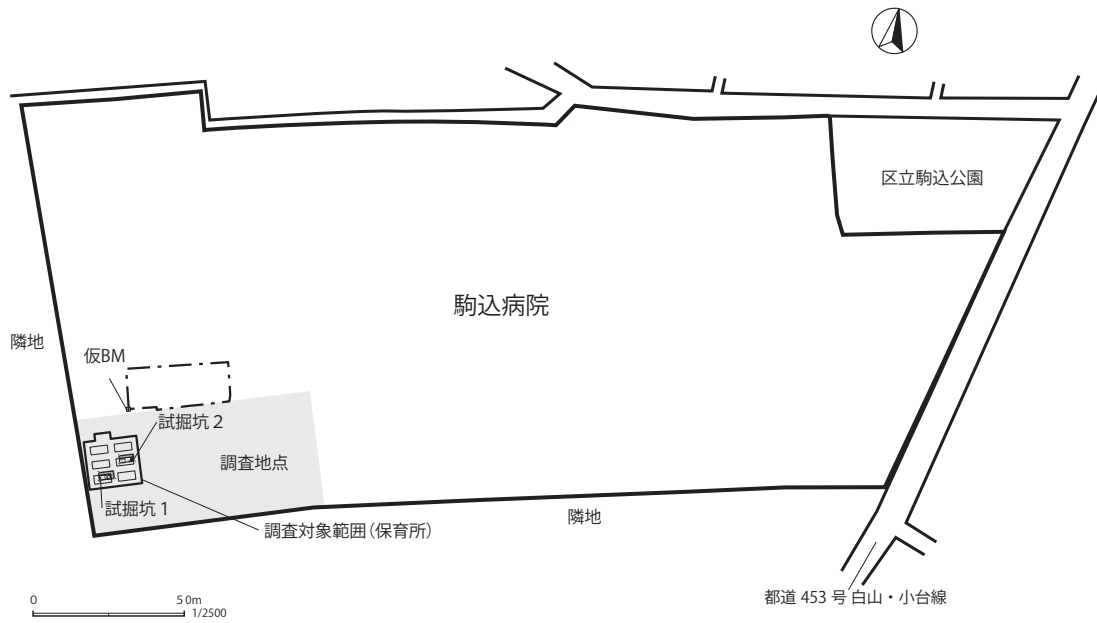 区立駒込公園
駒込病院
隣地
仮BM
試掘坑 2
調査地点
試掘坑 1
隣地
調査対象範囲(保育所)
都道 453 号 白山・小台線
0 50m
1/2500